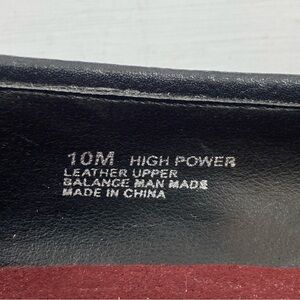 10M HIGH POWER
LEATHER UPPER
BALANCE MAN MADE
MADE IN CHINA